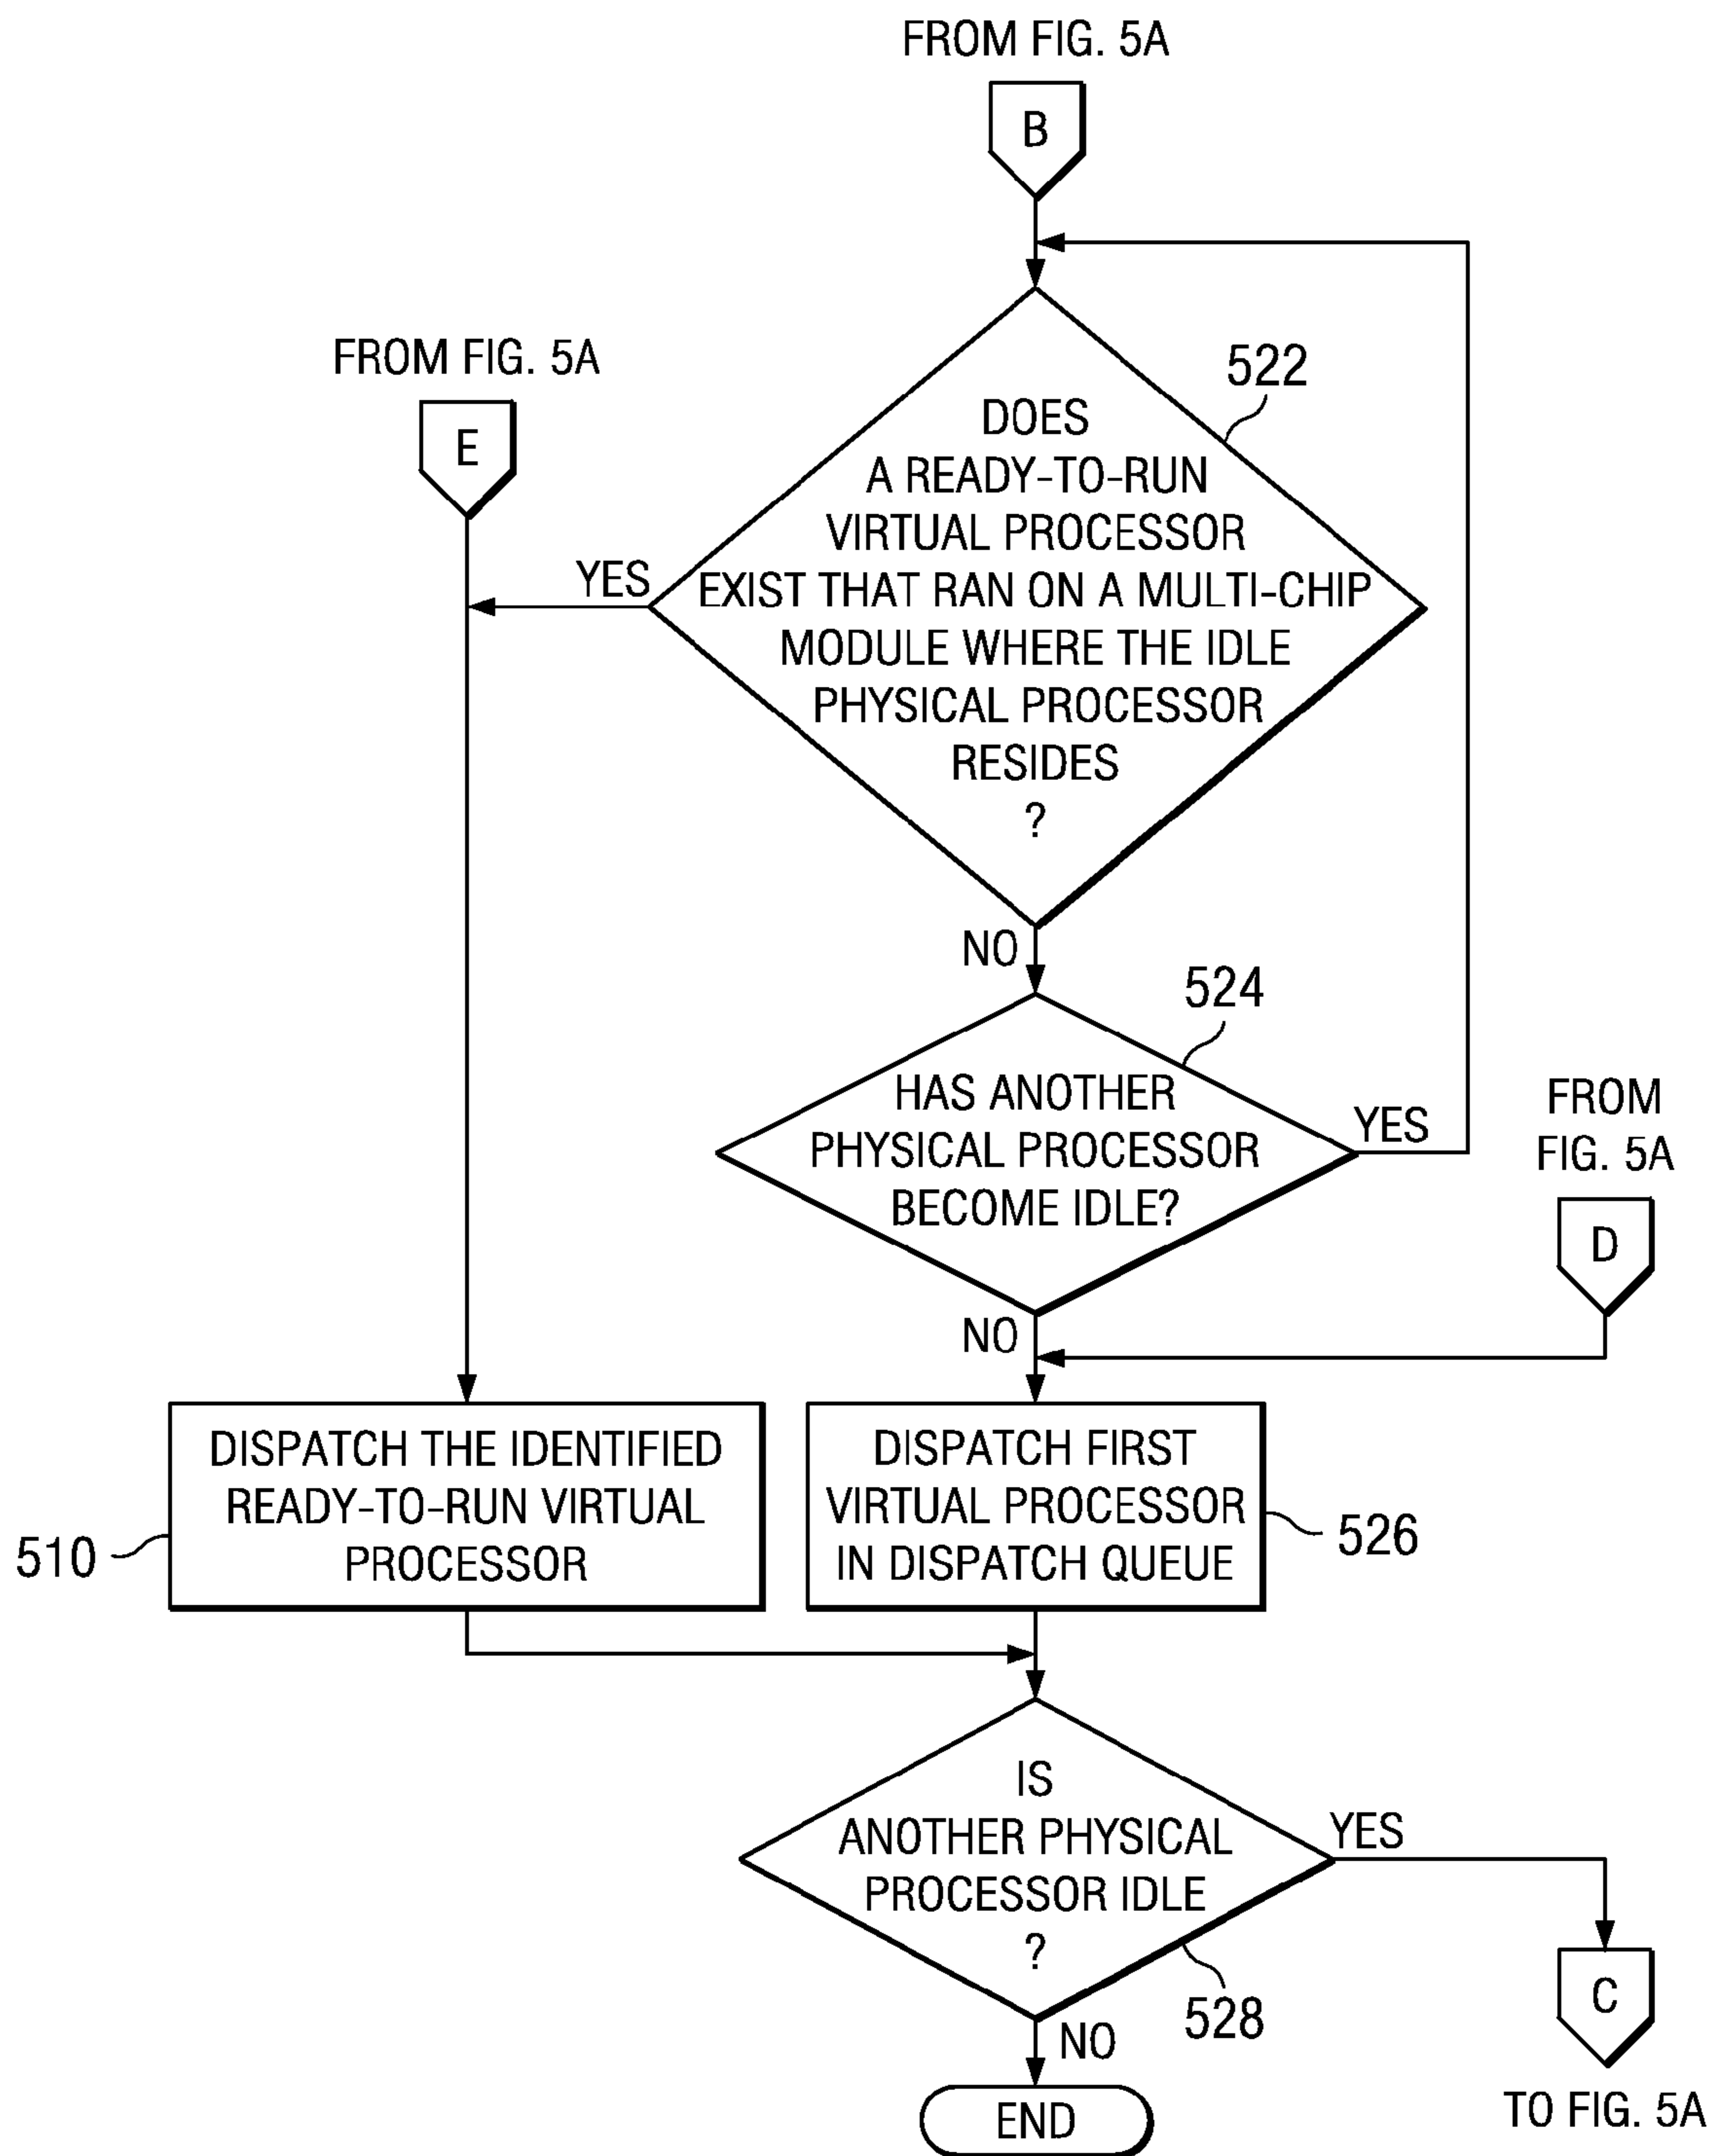 FROM FIG. 5A
B
FROM FIG. 5A
E
522
DOES
A READY-TO-RUN
VIRTUAL PROCESSOR
EXIST THAT RAN ON A MULTI-CHIP
MODULE WHERE THE IDLE
PHYSICAL PROCESSOR
RESIDES
?
YES
NO
524
HAS ANOTHER
PHYSICAL PROCESSOR
BECOME IDLE?
YES
FROM
FIG. 5A
D
NO
DISPATCH THE IDENTIFIED
READY-TO-RUN VIRTUAL
PROCESSOR
510
DISPATCH FIRST
VIRTUAL PROCESSOR
IN DISPATCH QUEUE
526
IS
ANOTHER PHYSICAL
PROCESSOR IDLE
?
YES
528
C
TO FIG. 5A
NO
END